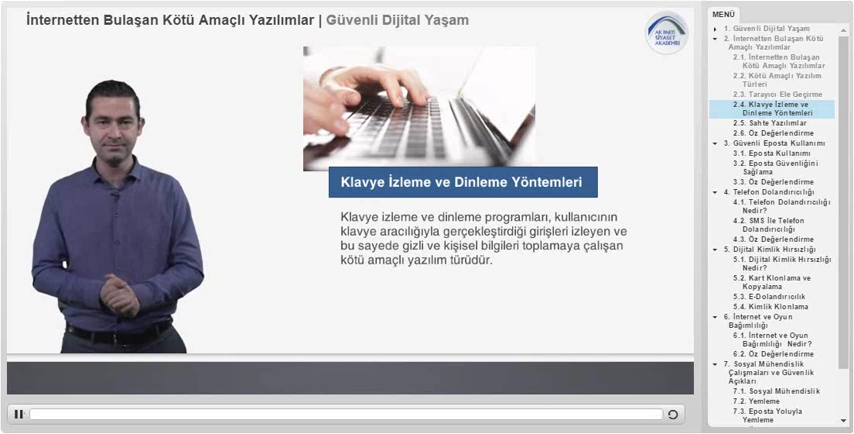 İnternetten Bulaşan Kötü Amaçlı Yazılımlar | Güvenli Dijital Yaşam
AK PARTİ
SİYASET
AKADEMİSİ
Klavye İzleme ve Dinleme Yöntemleri
Klavye izleme ve dinleme programları, kullanıcının
klavye aracılığıyla gerçekleştirdiği girişleri izleyen ve
bu sayede gizli ve kişisel bilgileri toplamaya çalışan
kötü amaçlı yazılım türüdür.
MENÜ
1. Güvenli Dijital Yaşam
2. İnternetten Bulaşan Kötü
Amaçlı Yazılımlar
2.1. İnternetten Bulaşan
Kötü Amaçlı Yazılımlar
2.2. Kötü Amaçlı Yazılım
Türleri
2.3. Tarayıcı Ele Geçirme
2.4. Klavye İzleme ve
Dinleme Yöntemleri
2.5. Sahte Yazılımlar
2.6. Öz Değerlendirme
3. Güvenli Eposta Kullanımı
3.1. Eposta Kullanımı
3.2. Eposta Güvenliğini
Sağlama
3.3. Öz Değerlendirme
4. Telefon Dolandırıcılığı
4.1. Telefon Dolandırıcılığı
Nedir?
4.2. SMS İle Telefon
Dolandırıcılığı
4.3. Öz Değerlendirme
5. Dijital Kimlik Hırsızlığı
5.1. Dijital Kimlik Hırsızlığı
Nedir?
5.2. Kart Klonlama ve
Kopyalama
5.3. E-Dolandırıcılık
5.4. Kimlik Klonlama
6. İnternet ve Oyun
Bağımlılığı
6.1. İnternet ve Oyun
Bağımlılığı Nedir?
6.2. Öz Değerlendirme
7. Sosyal Mühendislik
Çalışmaları ve Güvenlik
Açıkları
7.1. Sosyal Mühendislik
7.2. Yemleme
7.3. Eposta Yoluyla
Yemleme